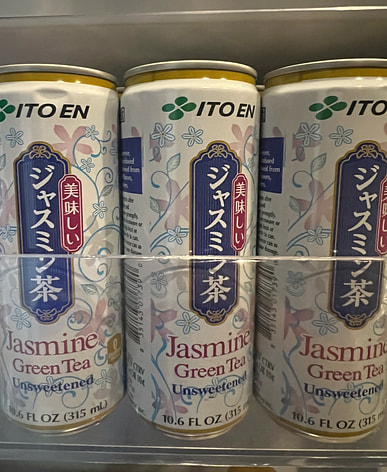 ITO EN
美味しい
ジャスミン茶
Jasmine
Green Tea
Unsweetened
10.6 FL OZ (315 mL)
ITO EN
美味しい
ジャスミン茶
Jasmine
Green Tea
Unsweetened
10.6 FL OZ (315
ITO EN
美味しい
ジャスミン茶
Jasmine
Green Tea
Unsweetened
10.6 FL OZ (315